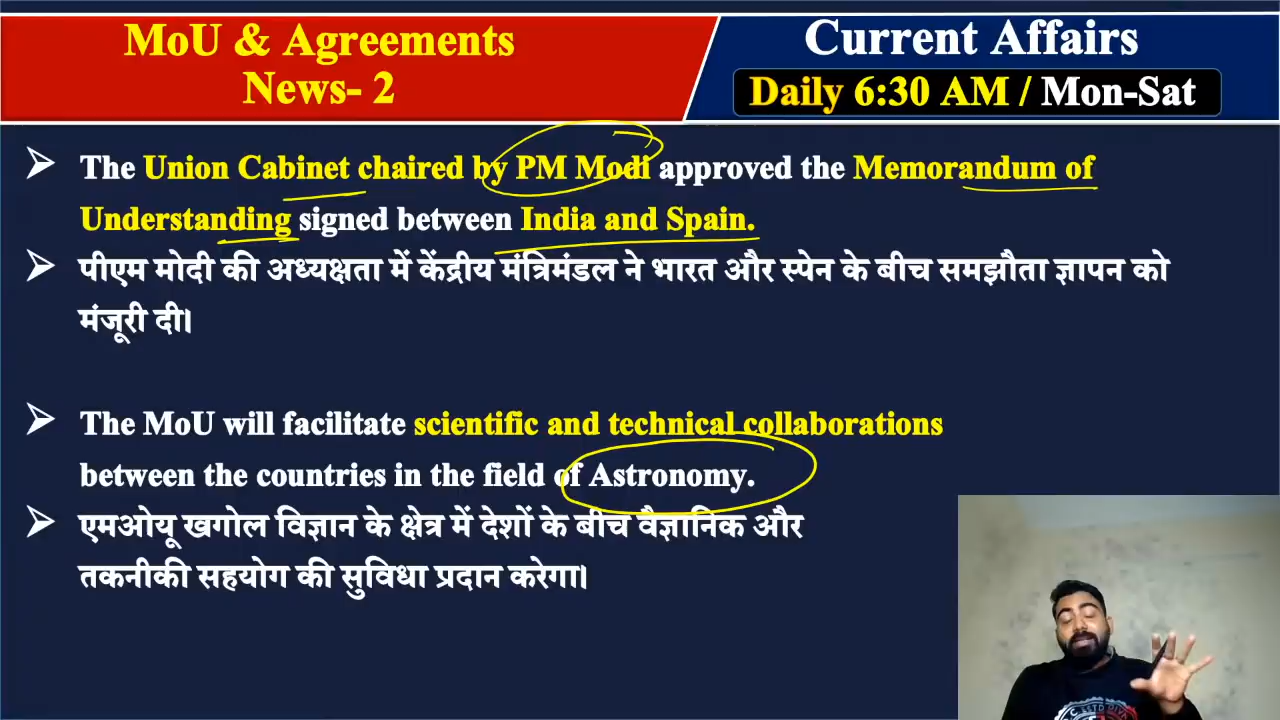 MoU & Agreements
News- 2
Current Affairs
Daily 6:30 AM / Mon-Sat
The Union Cabinet chaired by PM Modi approved the Memorandum of
Understanding signed between India and Spain.
पीएम मोदी की अध्यक्षता में केंद्रीय मंत्रिमंडल ने भारत और स्पेन के बीच समझौता ज्ञापन को
मंजूरी दी।
The MoU will facilitate scientific and technical collaborations
between the countries in the field of Astronomy.
एमओयू खगोल विज्ञान के क्षेत्र में देशों के बीच वैज्ञानिक और
तकनीकी सहयोग की सुविधा प्रदान करेगा।